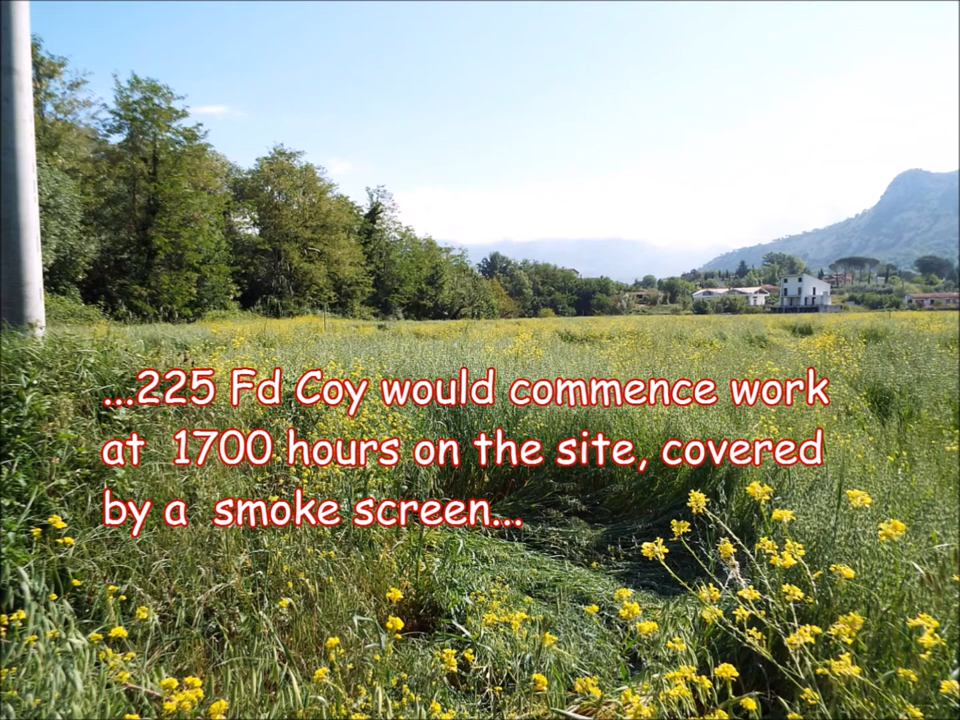 ...225 Fd Coy would commence work
at 1700 hours on the site, covered
by a smoke screen...